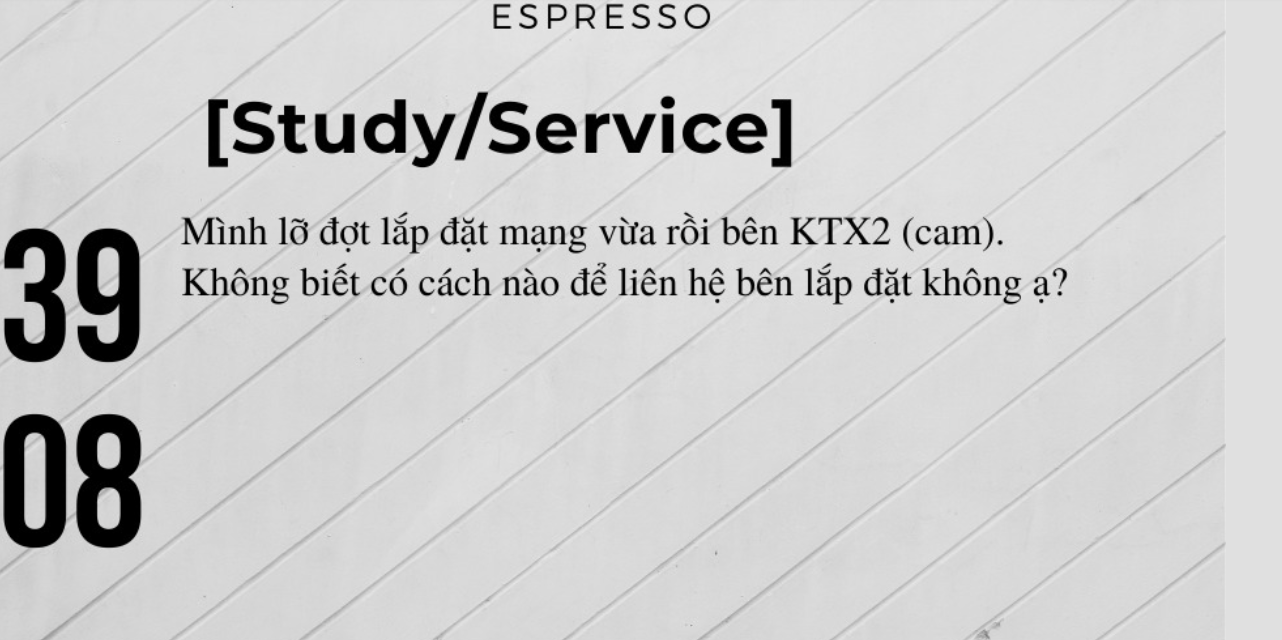 ESPRESSO
[Study/Service]
Mình lỡ đợt lắp đặt mạng vừa rồi bên KTX2 (cam).
Không biết có cách nào để liên hệ bên lắp đặt không ạ?
39
08